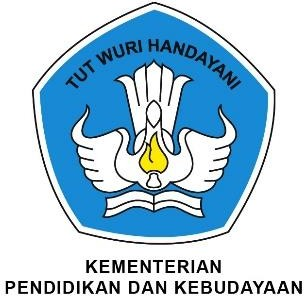 TUT WURI HANDAYANI
KEMENTERIAN
PENDIDIKAN DAN KEBUDAYAAN